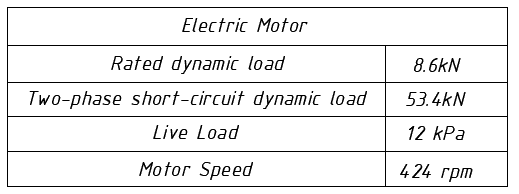 Electric Motor
Rated dynamic load 8.6kN
Two-phase short-circuit dynamic load 53.4kN
Live Load 12 kPa
Motor Speed 424 rpm